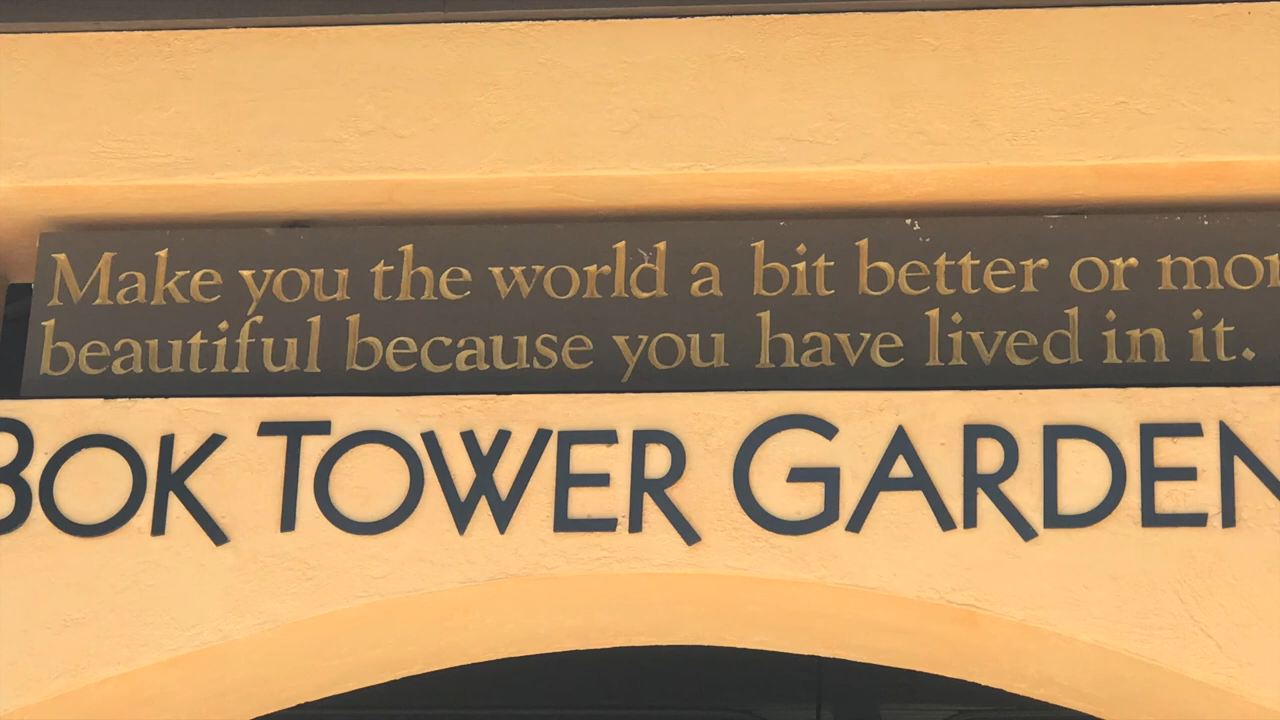 Make you the world a bit better or mor
beautiful because you have lived in it.
BOK TOWER GARDEN